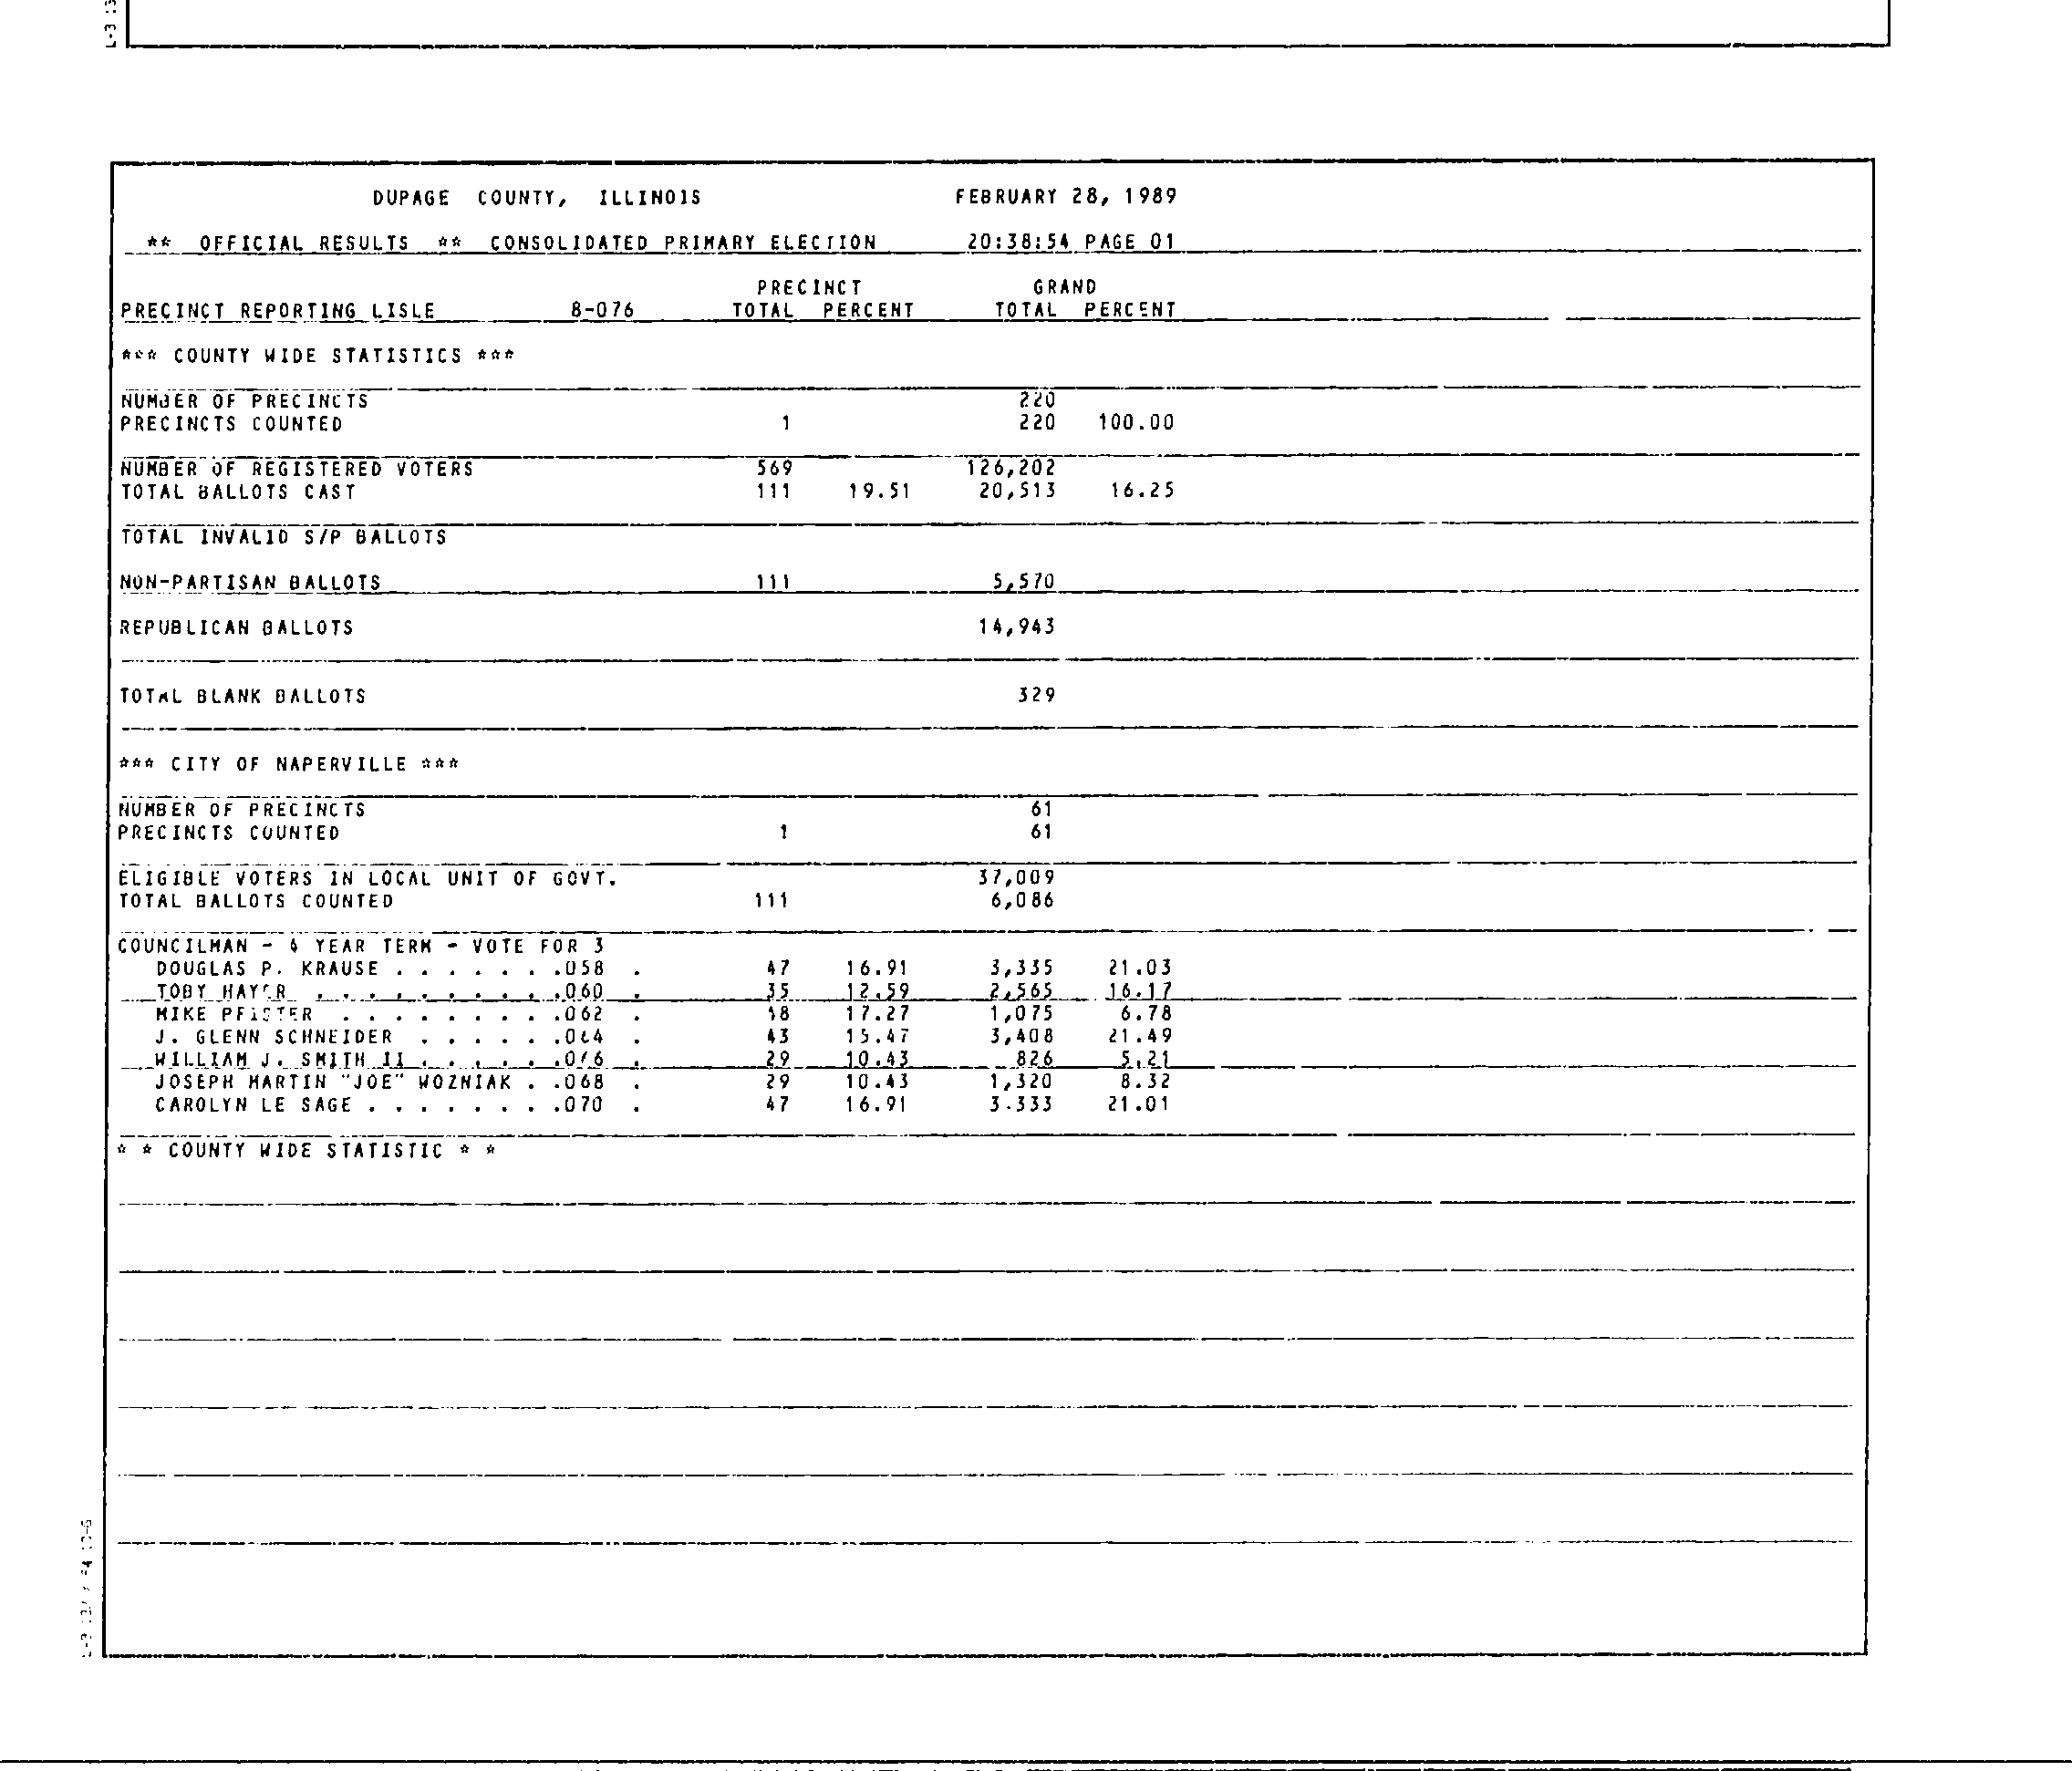 DUPAGE COUNTY, ILLINOIS FEBRUARY 28, 1989
** OFFICIAL RESULTS ** CONSOLIDATED PRIMARY ELECTION 20:38:54 PAGE 01
PRECINCT GRAND
PRECINCT REPORTING LISLE 8-076 TOTAL PERCENT TOTAL PERCENT
*** COUNTY WIDE STATISTICS ***
NUMBER OF PRECINCTS 220
PRECINCTS COUNTED 1 220 100.00
NUMBER OF REGISTERED VOTERS 569 126,202
TOTAL BALLOTS CAST 111 19.51 20,513 16.25
TOTAL INVALID S/P BALLOTS
NON-PARTISAN BALLOTS 111 5,570
REPUBLICAN BALLOTS 14,943
TOTAL BLANK BALLOTS 329
*** CITY OF NAPERVILLE ***
NUMBER OF PRECINCTS 61
PRECINCTS COUNTED 1 61
ELIGIBLE VOTERS IN LOCAL UNIT OF GOVT. 37,009
TOTAL BALLOTS COUNTED 111 6,086
COUNCILMAN - 4 YEAR TERM - VOTE FOR 3
DOUGLAS P. KRAUSE . . . . . . .058 . 47 16.91 3,335 21.03
TOBY . . . . . . . . . .060 . 35 12.59 2,565 16.17
MIKE PFISTER . . . . . . . . .062 . 48 17.27 1,075 6.78
J. GLENN SCHNEIDER . . . . . .064 . 43 15.47 3,408 21.49
WILLIAM J. SMITH II . . . . . .066 . 29 10.43 826 5.21
JOSEPH MARTIN "JOE" WOZNIAK . .068 . 29 10.43 1,320 8.32
CAROLYN LE SAGE . . . . . . . .070 . 47 16.91 3.333 21.01
* * COUNTY WIDE STATISTIC * *